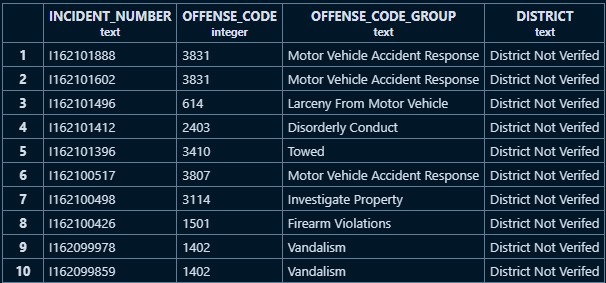 INCIDENT_NUMBER OFFENSE_CODE OFFENSE_CODE_GROUP DISTRICT
text integer text text
1 I162101888 3831 Motor Vehicle Accident Response District Not Verifed
2 I162101602 3831 Motor Vehicle Accident Response District Not Verifed
3 I162101496 614 Larceny From Motor Vehicle District Not Verifed
4 I162101412 2403 Disorderly Conduct District Not Verifed
5 I162101396 3410 Towed District Not Verifed
6 I162100517 3807 Motor Vehicle Accident Response District Not Verifed
7 I162100498 3114 Investigate Property District Not Verifed
8 I162100426 1501 Firearm Violations District Not Verifed
9 I162099978 1402 Vandalism District Not Verifed
10 I162099859 1402 Vandalism District Not Verifed